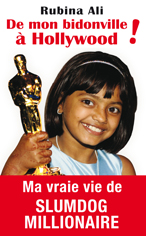 Rubina Ali
De mon bidonville
à Hollywood !
Ma vraie vie de
SLUMDOG
MILLIONAIRE